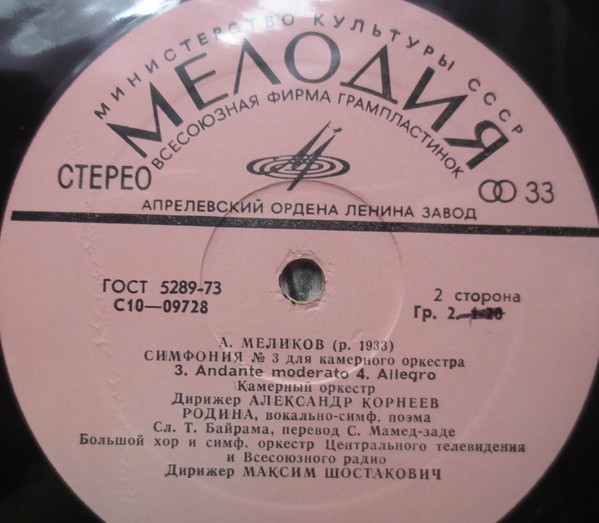 МИНИСТЕРСТВО КУЛЬТУРЫ СССР
МЕЛОДИЯ
ВСЕСОЮЗНАЯ ФИРМА ГРАМПЛАСТИНОК
СТЕРЕО
33
АПРЕЛЕВСКИЙ ОРДЕНА ЛЕНИНА ЗАВОД
ГОСТ 5289-73
С10—09728
2 сторона
Гр. 2. 1-20
А. МЕЛИКОВ (р. 1933)
СИМФОНИЯ № 3 для камерного оркестра
3. Andante moderato 4. Allegro
Камерный оркестр
Дирижер АЛЕКСАНДР КОРНЕЕВ
РОДИНА, вокально-симф. поэма
Сл. Т. Байрама, перевод С. Мамед-заде
Большой хор и симф. оркестр Центрального телевидения
и Всесоюзного радио
Дирижер МАКСИМ ШОСТАКОВИЧ